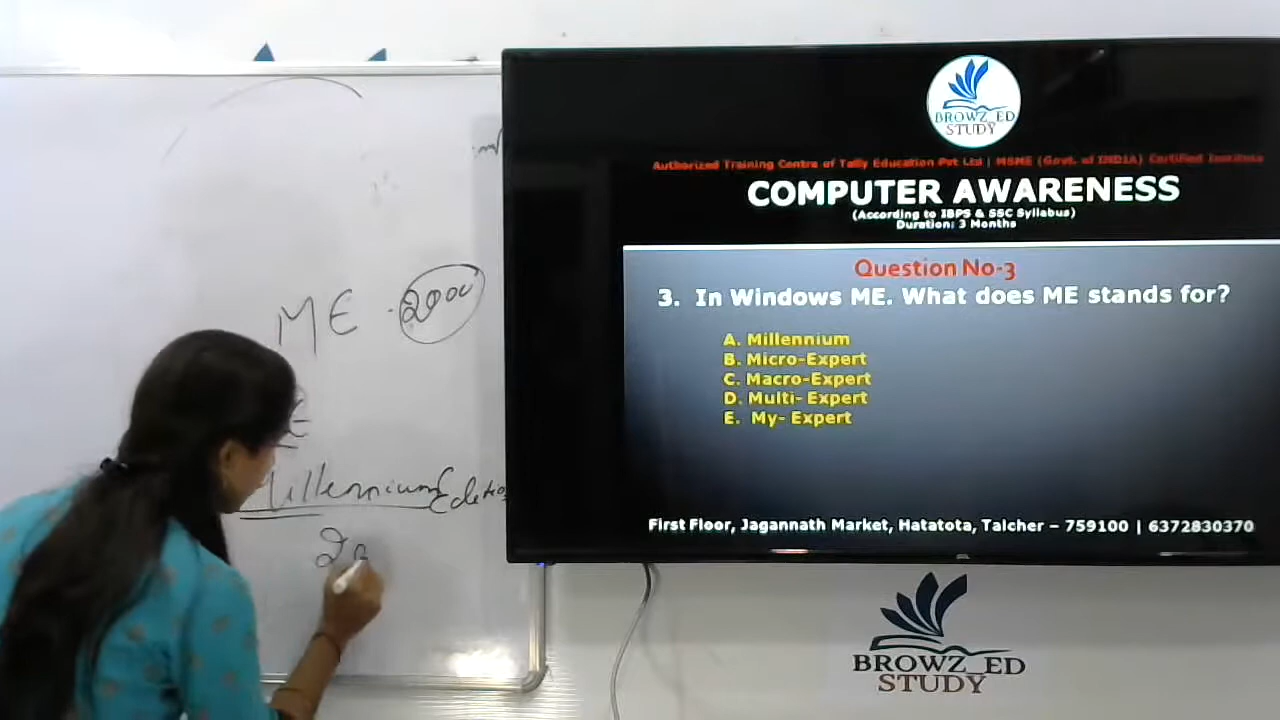 ME 2000
Millennium Edition
BROWZ_ED
STUDY
Authorized Training Centre of Tally Education Pvt Ltd | MSME (Govt. of INDIA) Certified Institute
COMPUTER AWARENESS
(According to IBPS & SSC Syllabus)
Duration: 3 Months
Question No-3
3. In Windows ME. What does ME stands for?
A. Millennium
B. Micro-Expert
C. Macro-Expert
D. Multi- Expert
E. My- Expert
First Floor, Jagannath Market, Hatatota, Talcher – 759100 | 6372830370
BROWZ_ED
STUDY